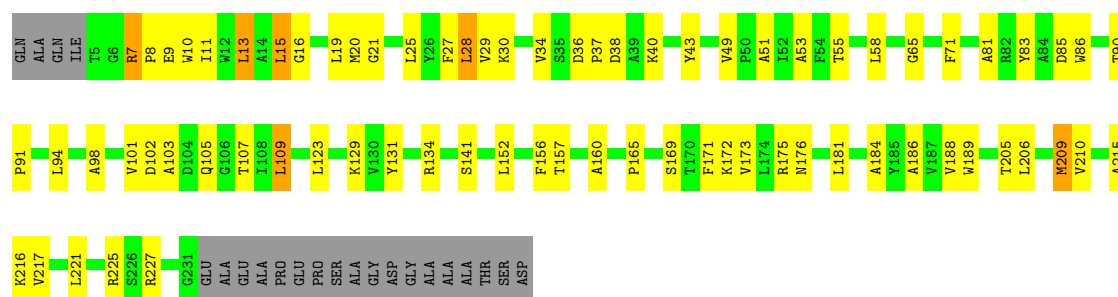 GLN ALA GLN ILE T5 G6 R7 P8 E9 W10 I11 W12 L13 A14 L15 G16 L19 M20 G21 L25 Y26 F27 L28 V29 K30 V34 S35 D36 P37 D38 A39 K40 Y43 V49 P50 A51 I52 A53 F54 T55 L58 G65 F71 A81 R82 Y83 A84 D85 W86 T90
P91 L94 A98 V101 D102 A103 D104 Q105 G106 T107 I108 L109 L123 K129 V130 Y131 R134 S141 L152 F156 T157 A160 P165 S169 T170 F171 K172 V173 L174 R175 N176 L181 A184 Y185 A186 V187 V188 W189 T205 L206 M209 V210 A215
K216 V217 L221 R225 S226 R227 G231 GLU ALA GLU ALA PRO GLU PRO SER ALA GLY ASP GLY ALA ALA ALA THR SER ASP